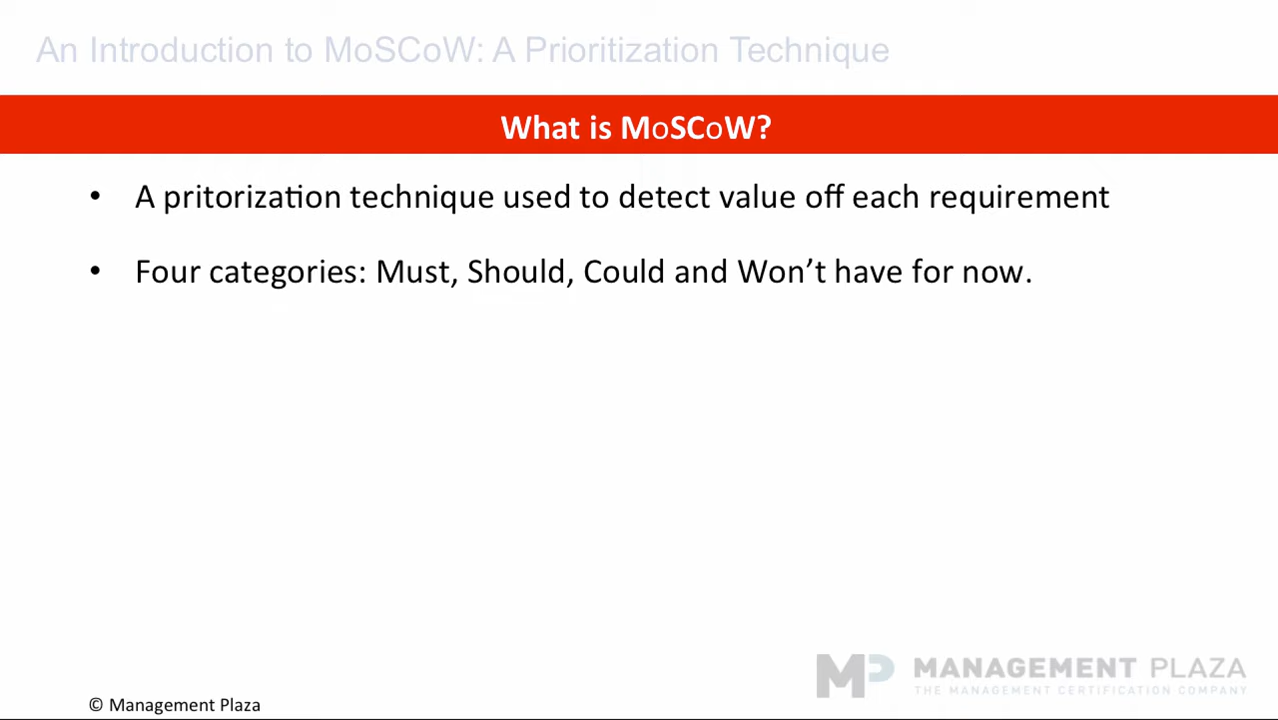 An Introduction to MoSCoW: A Prioritization Technique
What is MoSCoW?
• A pritorization technique used to detect value off each requirement
• Four categories: Must, Should, Could and Won’t have for now.
MP MANAGEMENT PLAZA
THE MANAGEMENT CERTIFICATION COMPANY
© Management Plaza